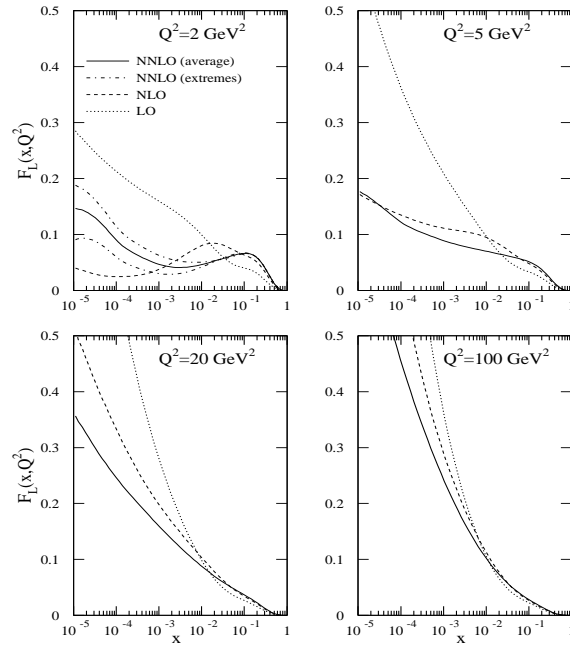 Q²=2 GeV²
NNLO (average)
NNLO (extremes)
NLO
LO
F_L(x,Q²)
0
0.1
0.2
0.3
0.4
0.5
10⁻⁵ 10⁻⁴ 10⁻³ 10⁻² 10⁻¹ 1
x
Q²=5 GeV²
0
0.1
0.2
0.3
0.4
0.5
10⁻⁵ 10⁻⁴ 10⁻³ 10⁻² 10⁻¹ 1
x
Q²=20 GeV²
F_L(x,Q²)
0
0.1
0.2
0.3
0.4
0.5
10⁻⁵ 10⁻⁴ 10⁻³ 10⁻² 10⁻¹ 1
x
Q²=100 GeV²
0
0.1
0.2
0.3
0.4
0.5
10⁻⁵ 10⁻⁴ 10⁻³ 10⁻² 10⁻¹ 1
x